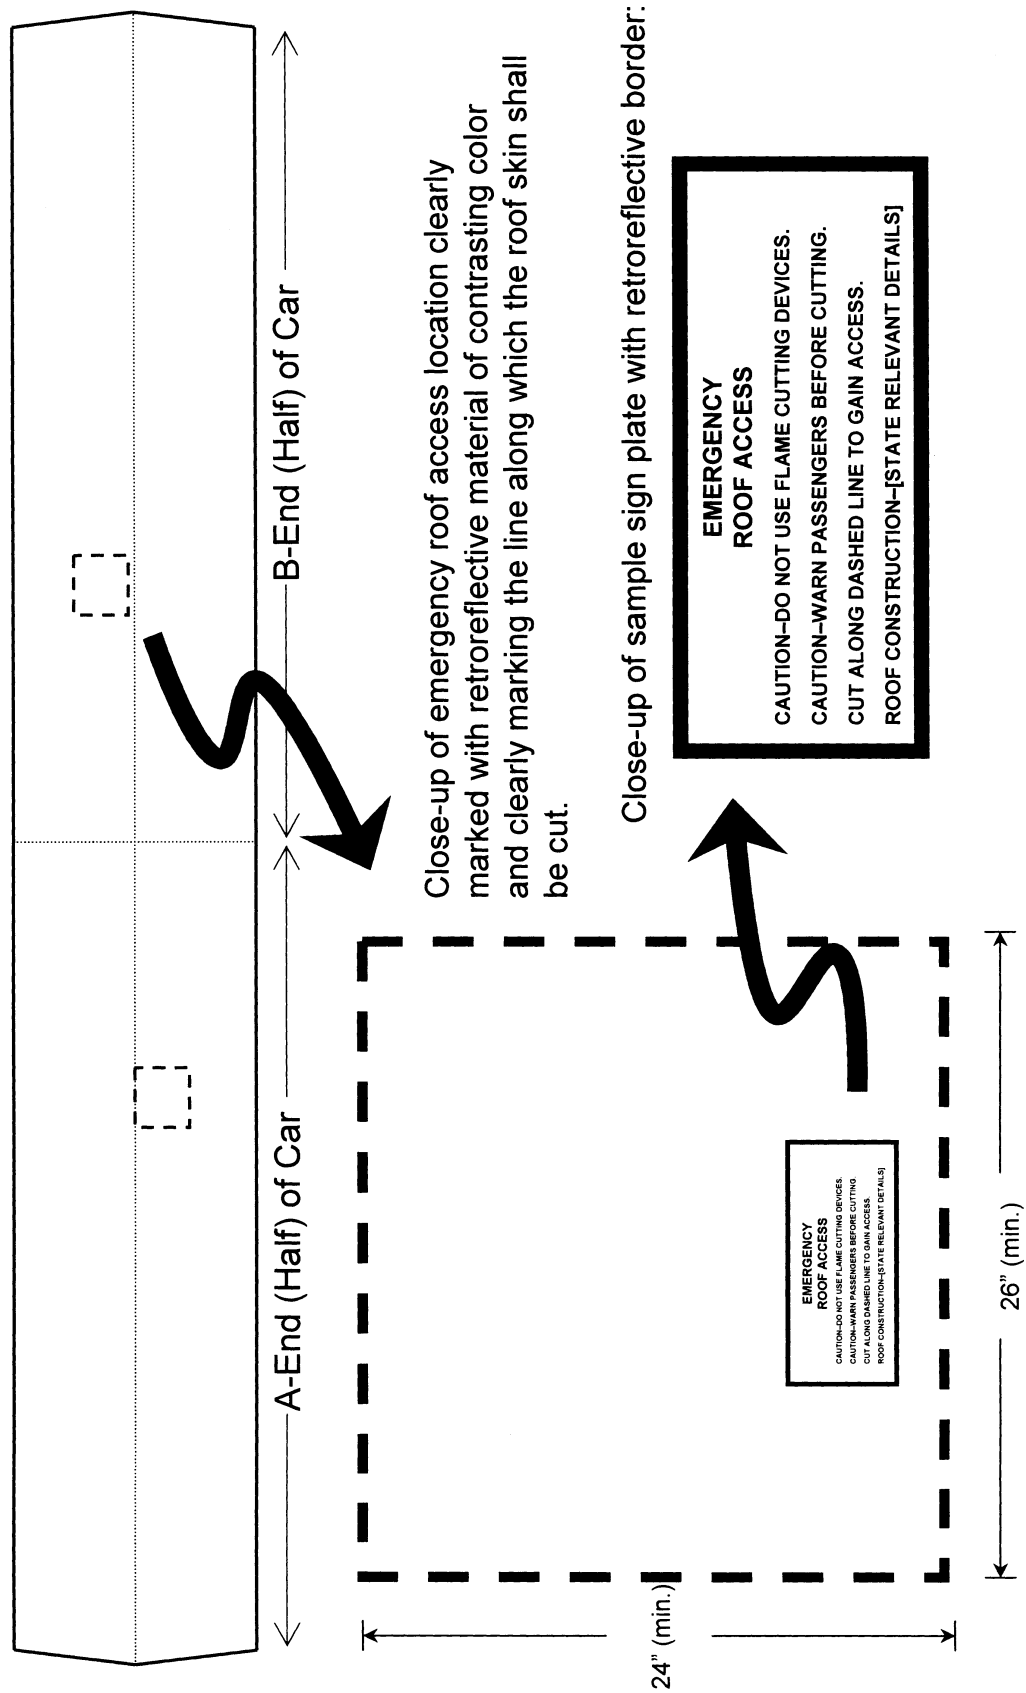 A-End (Half) of Car
B-End (Half) of Car
Close-up of emergency roof access location clearly
marked with retroreflective material of contrasting color
and clearly marking the line along which the roof skin shall
be cut.
Close-up of sample sign plate with retroreflective border:
EMERGENCY
ROOF ACCESS
CAUTION–DO NOT USE FLAME CUTTING DEVICES.
CAUTION–WARN PASSENGERS BEFORE CUTTING.
CUT ALONG DASHED LINE TO GAIN ACCESS.
ROOF CONSTRUCTION–[STATE RELEVANT DETAILS]
24" (min.)
EMERGENCY
ROOF ACCESS
CAUTION–DO NOT USE FLAME CUTTING DEVICES.
CAUTION–WARN PASSENGERS BEFORE CUTTING.
CUT ALONG DASHED LINE TO GAIN ACCESS.
ROOF CONSTRUCTION–[STATE RELEVANT DETAILS]
26" (min.)